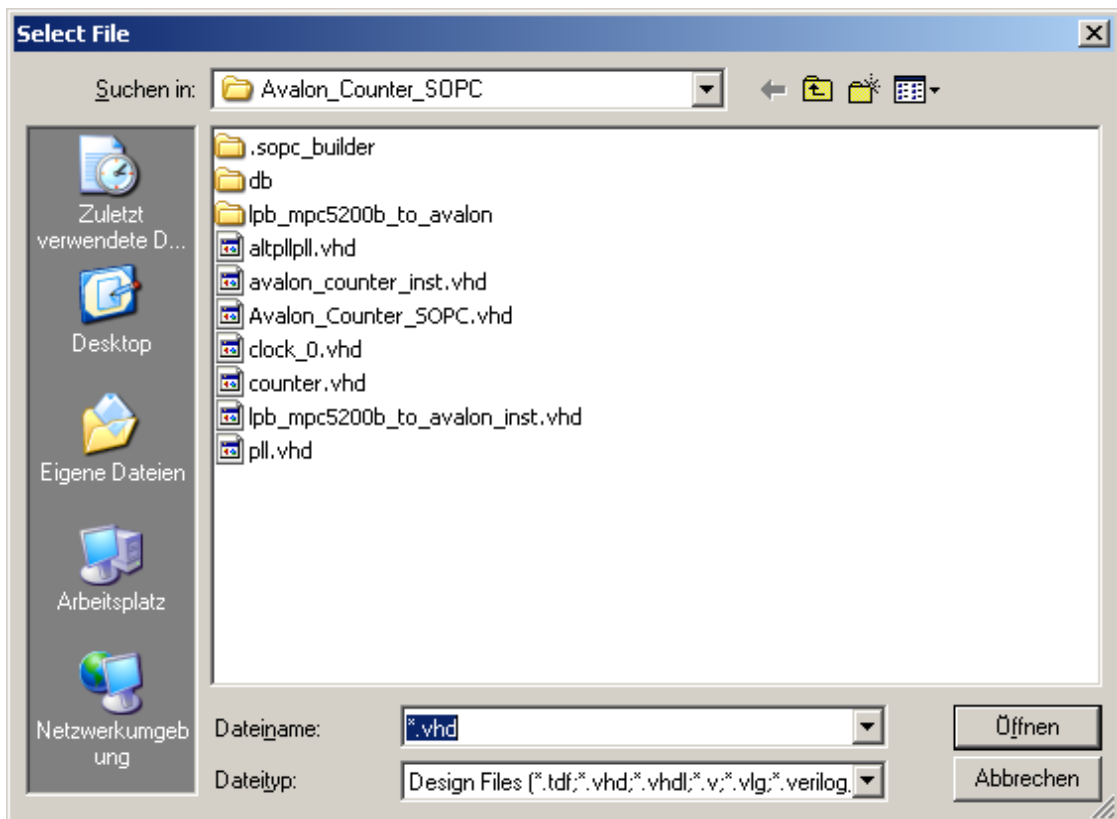 Select File
Suchen in:
Avalon_Counter_SOPC
Zuletzt
verwendete D...
Desktop
Eigene Dateien
Arbeitsplatz
Netzwerkumgeb
ung
.sopc_builder
db
lpb_mpc5200b_to_avalon
altpllpll.vhd
avalon_counter_inst.vhd
Avalon_Counter_SOPC.vhd
clock_0.vhd
counter.vhd
lpb_mpc5200b_to_avalon_inst.vhd
pll.vhd
Dateiname:
*.vhd
Öffnen
Dateityp:
Design Files (*.tdf;*.vhd;*.vhdl;*.v;*.vlg;*.verilog,
Abbrechen